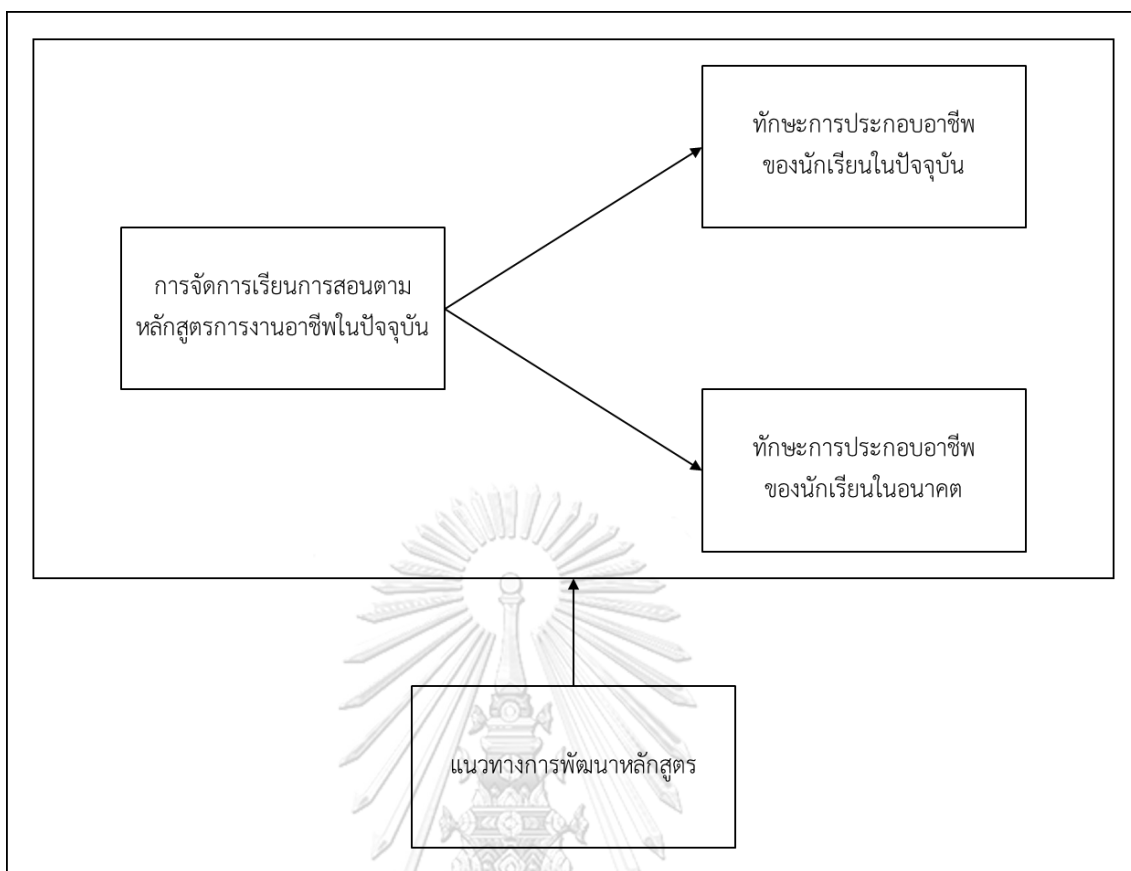 ทักษะการประกอบอาชีพ
ของนักเรียนในปัจจุบัน
การจัดการเรียนการสอนตาม
หลักสูตรการงานอาชีพในปัจจุบัน
ทักษะการประกอบอาชีพ
ของนักเรียนในอนาคต
แนวทางการพัฒนาหลักสูตร